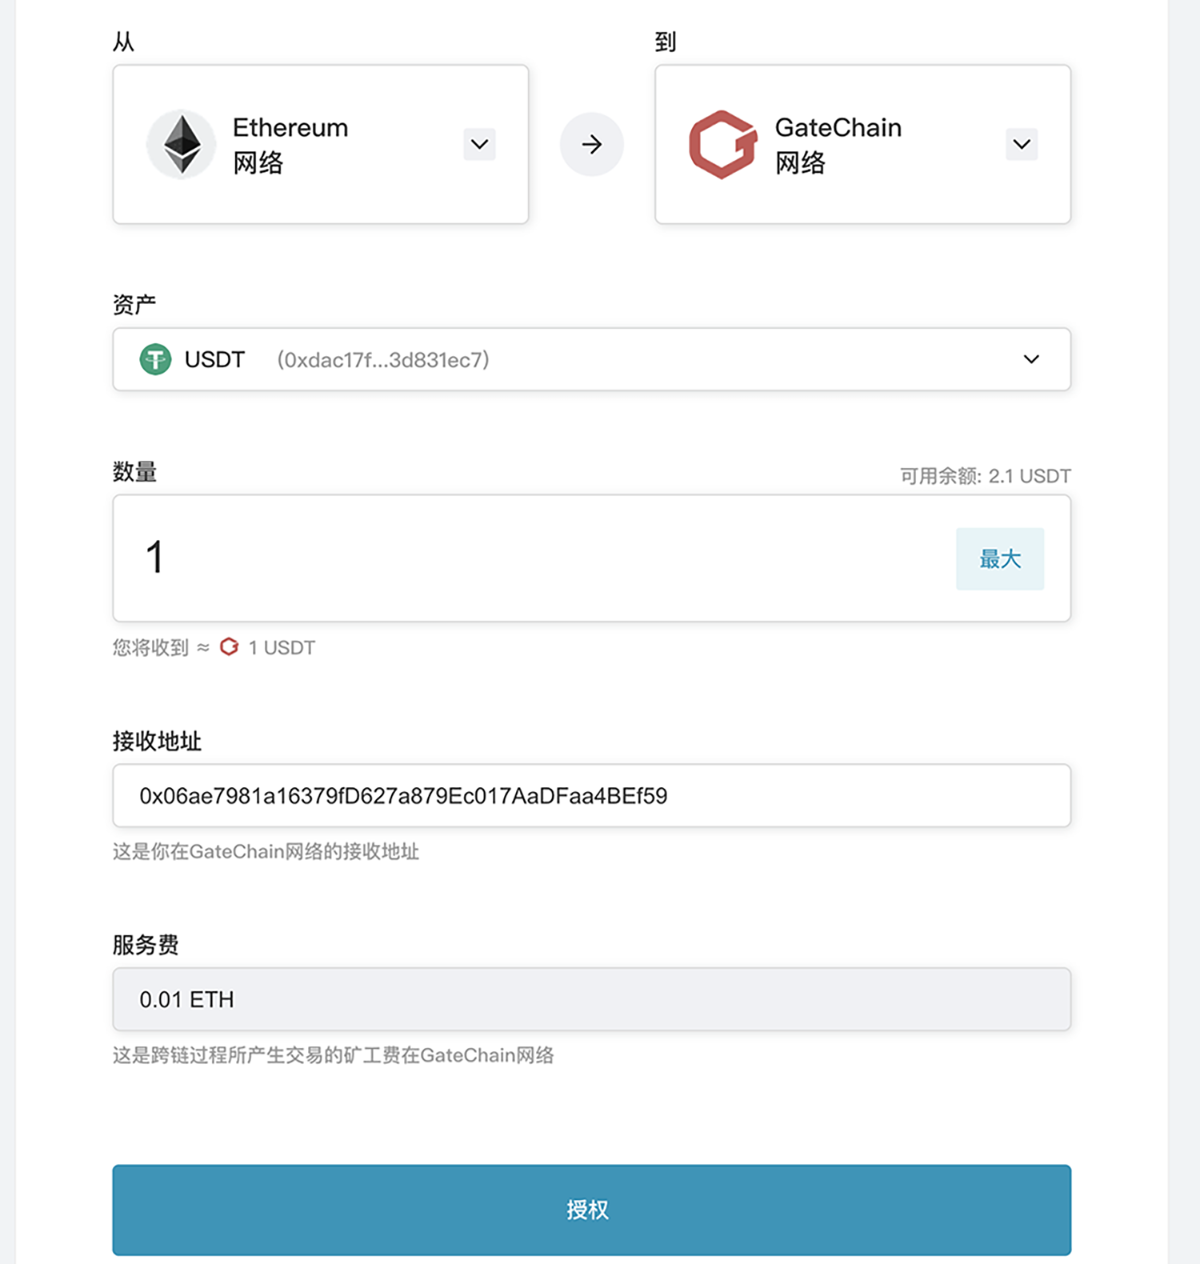 从
到
Ethereum
网络
GateChain
网络
资产
USDT (0xdac17f...3d831ec7)
数量
可用余额: 2.1 USDT
1
最大
您将收到 ≈ 1 USDT
接收地址
0x06ae7981a16379fD627a879Ec017AaDFaa4BEf59
这是你在GateChain网络的接收地址
服务费
0.01 ETH
这是跨链过程所产生交易的矿工费在GateChain网络
授权